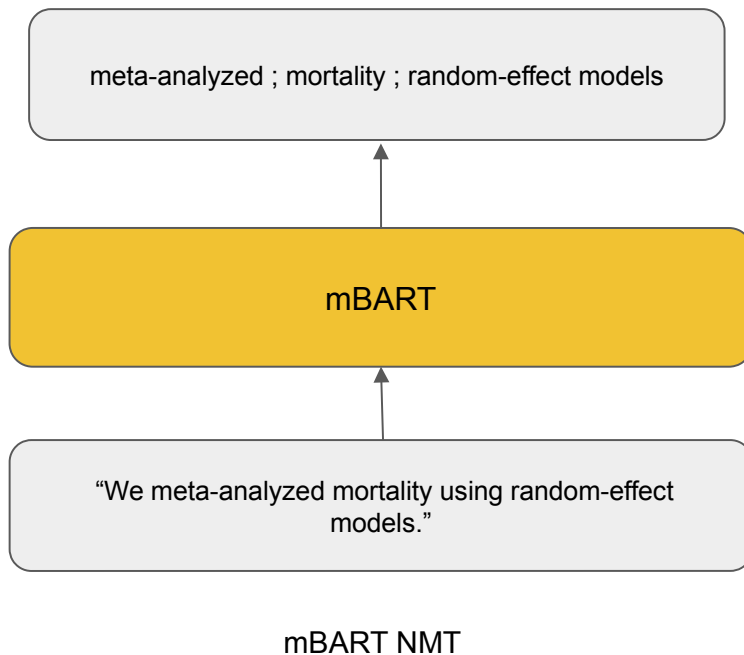 meta-analyzed ; mortality ; random-effect models
mBART
“We meta-analyzed mortality using random-effect
models.”
mBART NMT